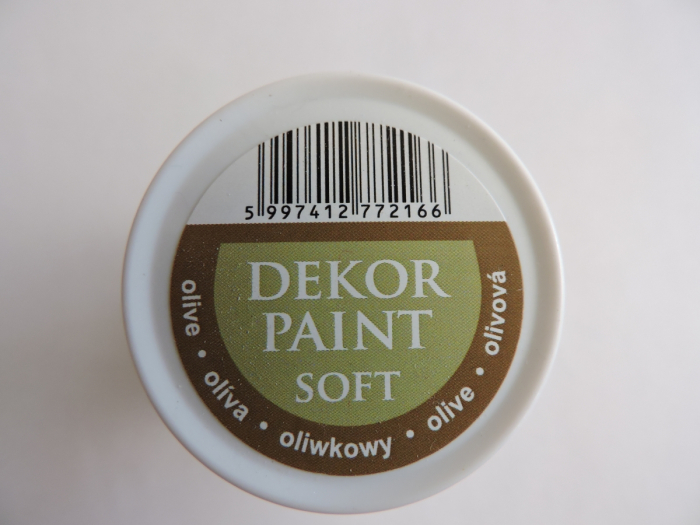 5 997412 772166
DEKOR
PAINT
SOFT
olive • olíva • oliwkowy • olive • olivová